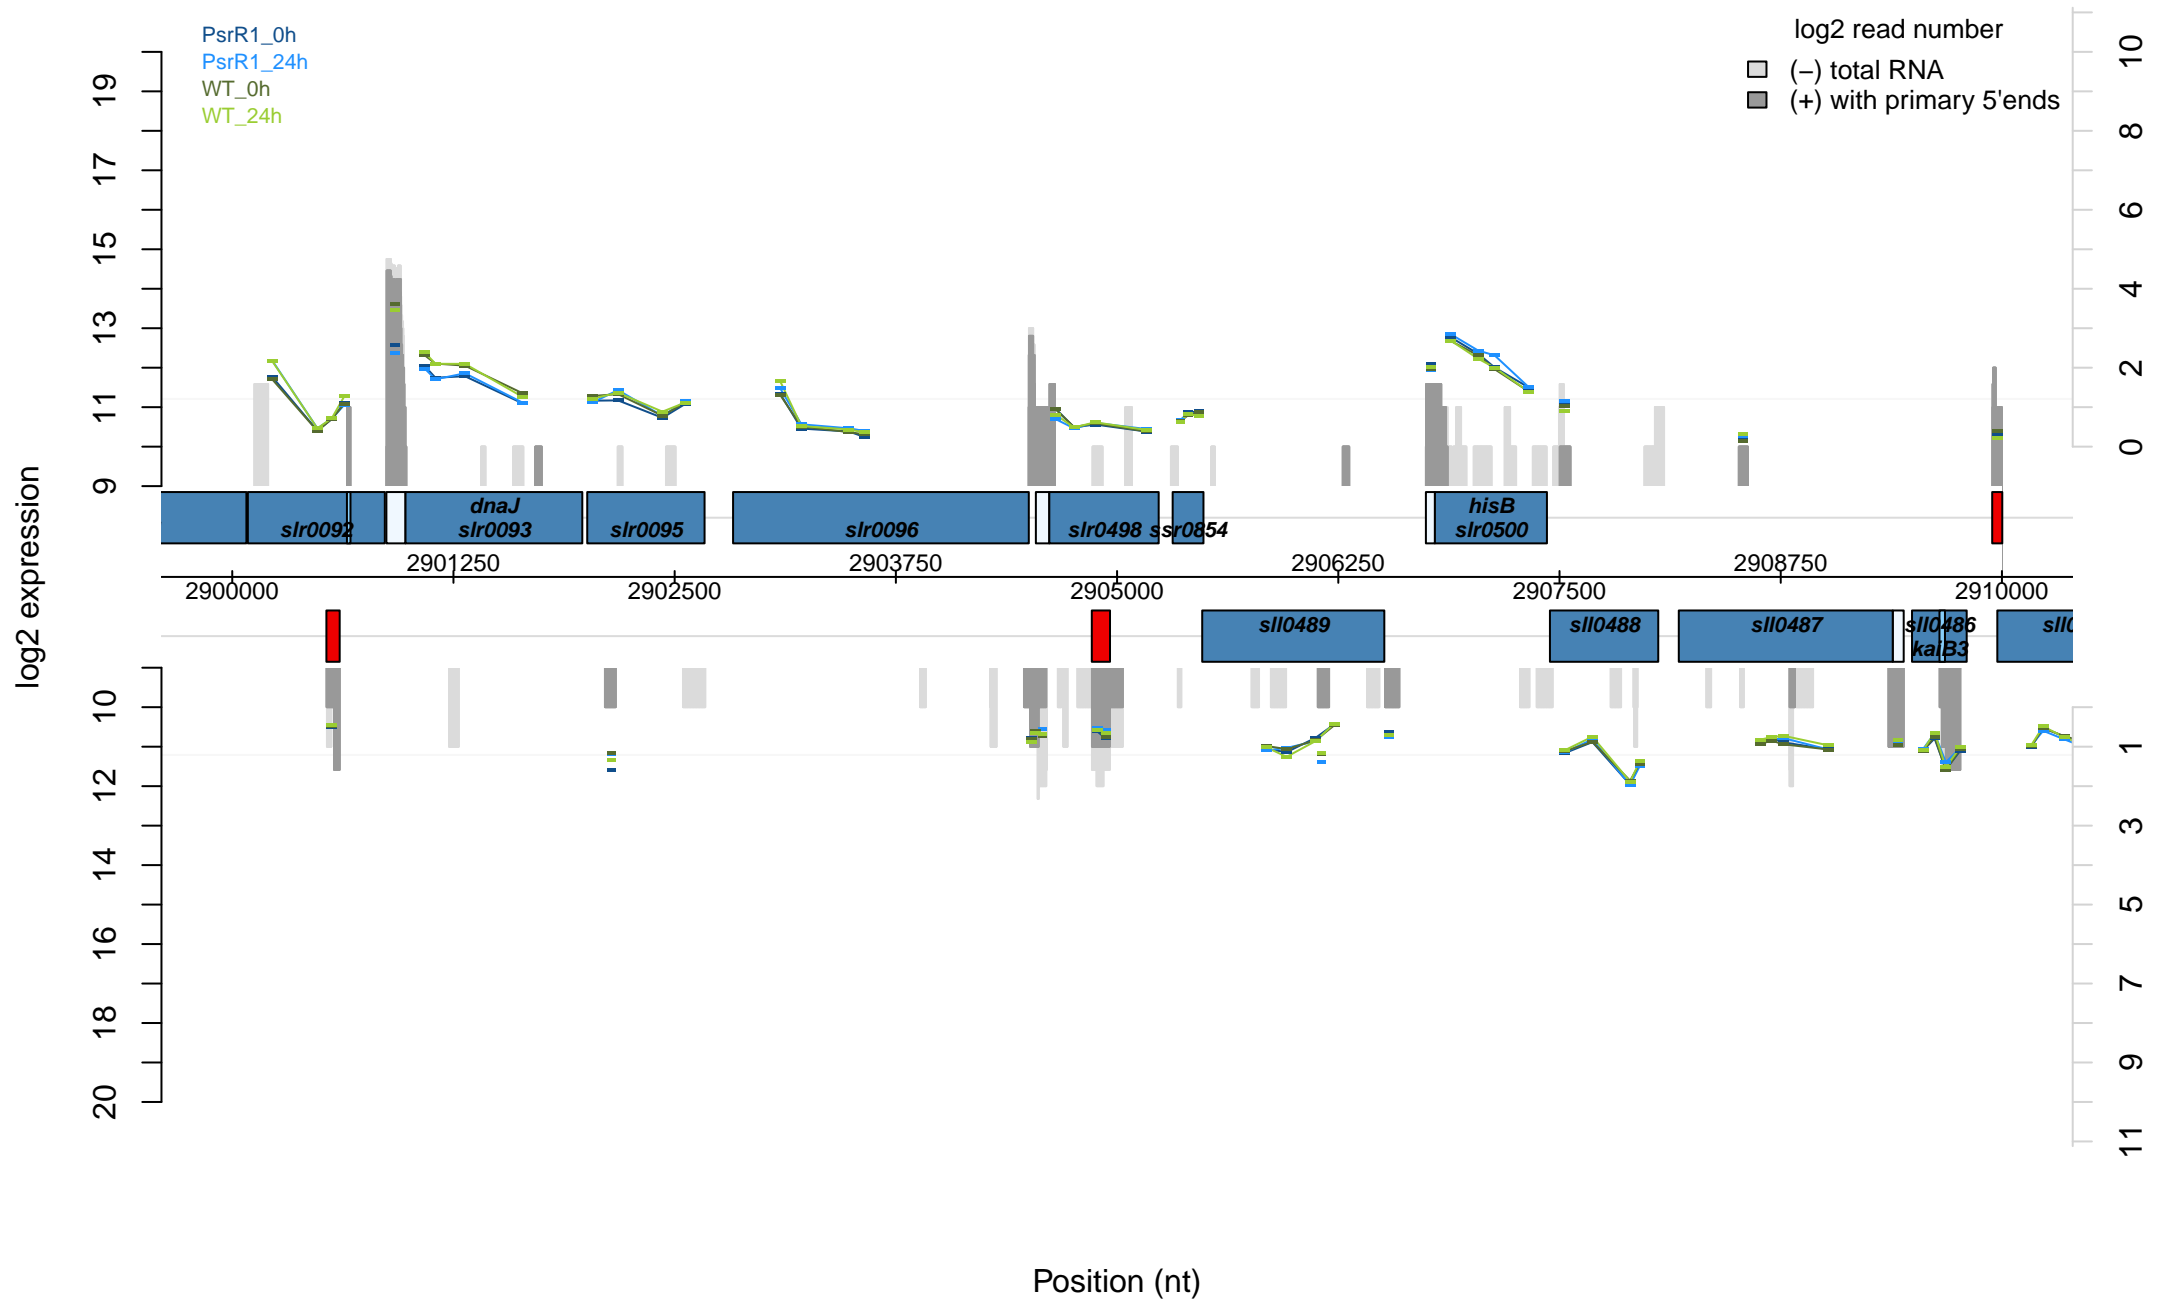 PsrR1_0h
PsrR1_24h
WT_0h
WT_24h
log2 read number
(−) total RNA
(+) with primary 5'ends
19
17
15
13
11
9
10
8
6
4
2
0
log2 expression
slr0092
dnaJ
slr0093
slr0095
slr0096
slr0498
ssr0854
hisB
slr0500
2901250
2903750
2906250
2908750
2900000
2902500
2905000
2907500
2910000
sll0489
sll0488
sll0487
sll0486
kaiB3
sll0
10
12
14
16
18
20
1
3
5
7
9
11
Position (nt)